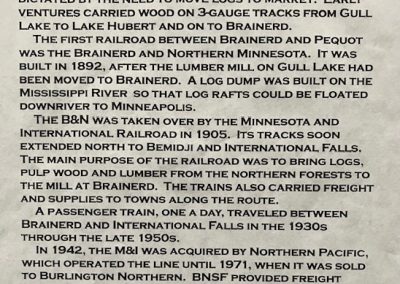 DICTATED BY THE NEED TO MOVE LOGS TO MARKET. EARLY
VENTURES CARRIED WOOD ON 3-GAUGE TRACKS FROM GULL
LAKE TO LAKE HUBERT AND ON TO BRAINERD.
THE FIRST RAILROAD BETWEEN BRAINERD AND PEQUOT
WAS THE BRAINERD AND NORTHERN MINNESOTA. IT WAS
BUILT IN 1892, AFTER THE LUMBER MILL ON GULL LAKE HAD
BEEN MOVED TO BRAINERD. A LOG DUMP WAS BUILT ON THE
MISSISSIPPI RIVER SO THAT LOG RAFTS COULD BE FLOATED
DOWNRIVER TO MINNEAPOLIS.
THE B&N WAS TAKEN OVER BY THE MINNESOTA AND
INTERNATIONAL RAILROAD IN 1905. ITS TRACKS SOON
EXTENDED NORTH TO BEMIDJI AND INTERNATIONAL FALLS.
THE MAIN PURPOSE OF THE RAILROAD WAS TO BRING LOGS,
PULP WOOD AND LUMBER FROM THE NORTHERN FORESTS TO
THE MILL AT BRAINERD. THE TRAINS ALSO CARRIED FREIGHT
AND SUPPLIES TO TOWNS ALONG THE ROUTE.
A PASSENGER TRAIN, ONE A DAY, TRAVELED BETWEEN
BRAINERD AND INTERNATIONAL FALLS IN THE 1930S
THROUGH THE LATE 1950S.
IN 1942, THE M&I WAS ACQUIRED BY NORTHERN PACIFIC,
WHICH OPERATED THE LINE UNTIL 1971, WHEN IT WAS SOLD
TO BURLINGTON NORTHERN. BNSF PROVIDED FREIGHT